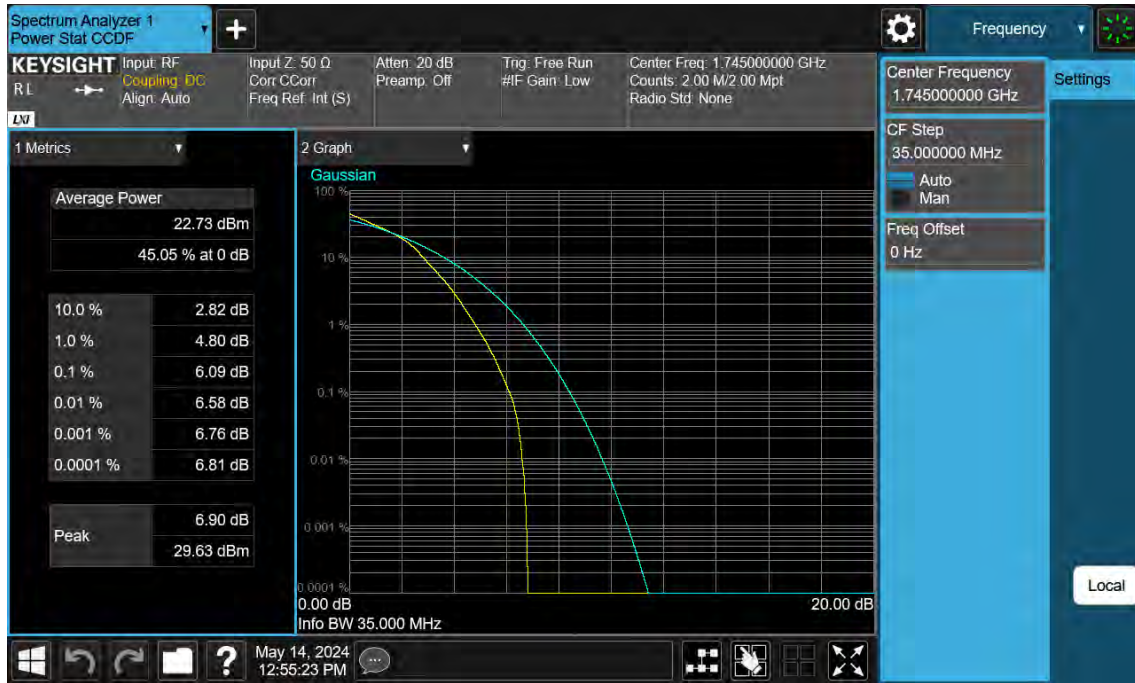 Spectrum Analyzer 1
Power Stat CCDF
+
Frequency
KEYSIGHT
RL
LXI
Input: RF
Coupling: DC
Align: Auto
Input Z: 50 Ω
Corr CCorr
Freq Ref: Int (S)
Atten: 20 dB
Preamp: Off
Trig: Free Run
#IF Gain: Low
Center Freq: 1.745000000 GHz
Counts: 2.00 M/2.00 Mpt
Radio Std: None
Center Frequency
1.745000000 GHz
Settings
CF Step
35.000000 MHz
Auto
Man
Freq Offset
0 Hz
Local
1 Metrics
Average Power
22.73 dBm
45.05 % at 0 dB
10.0 % 2.82 dB
1.0 % 4.80 dB
0.1 % 6.09 dB
0.01 % 6.58 dB
0.001 % 6.76 dB
0.0001 % 6.81 dB
Peak 6.90 dB
29.63 dBm
2 Graph
Gaussian
100 %
10 %
1 %
0.1 %
0.01 %
0.001 %
0.0001 %
0.00 dB 20.00 dB
Info BW 35.000 MHz
?
May 14, 2024
12:55:23 PM